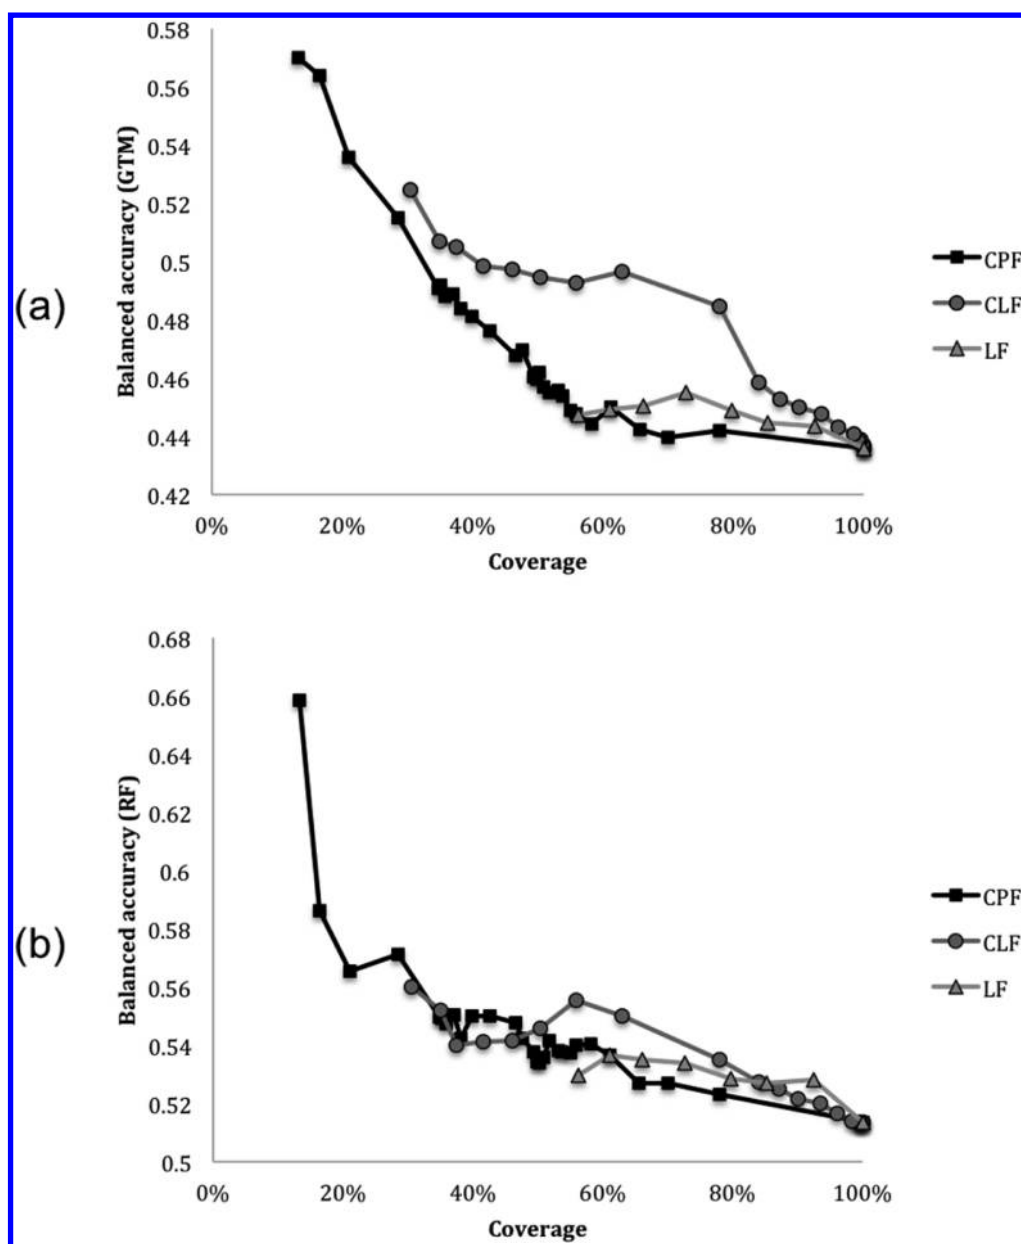 (a)
Balanced accuracy (GTM)
0.58
0.56
0.54
0.52
0.5
0.48
0.46
0.44
0.42
0% 20% 40% 60% 80% 100%
Coverage
CPF
CLF
LF
(b)
Balanced accuracy (RF)
0.68
0.66
0.64
0.62
0.6
0.58
0.56
0.54
0.52
0.5
0% 20% 40% 60% 80% 100%
Coverage
CPF
CLF
LF